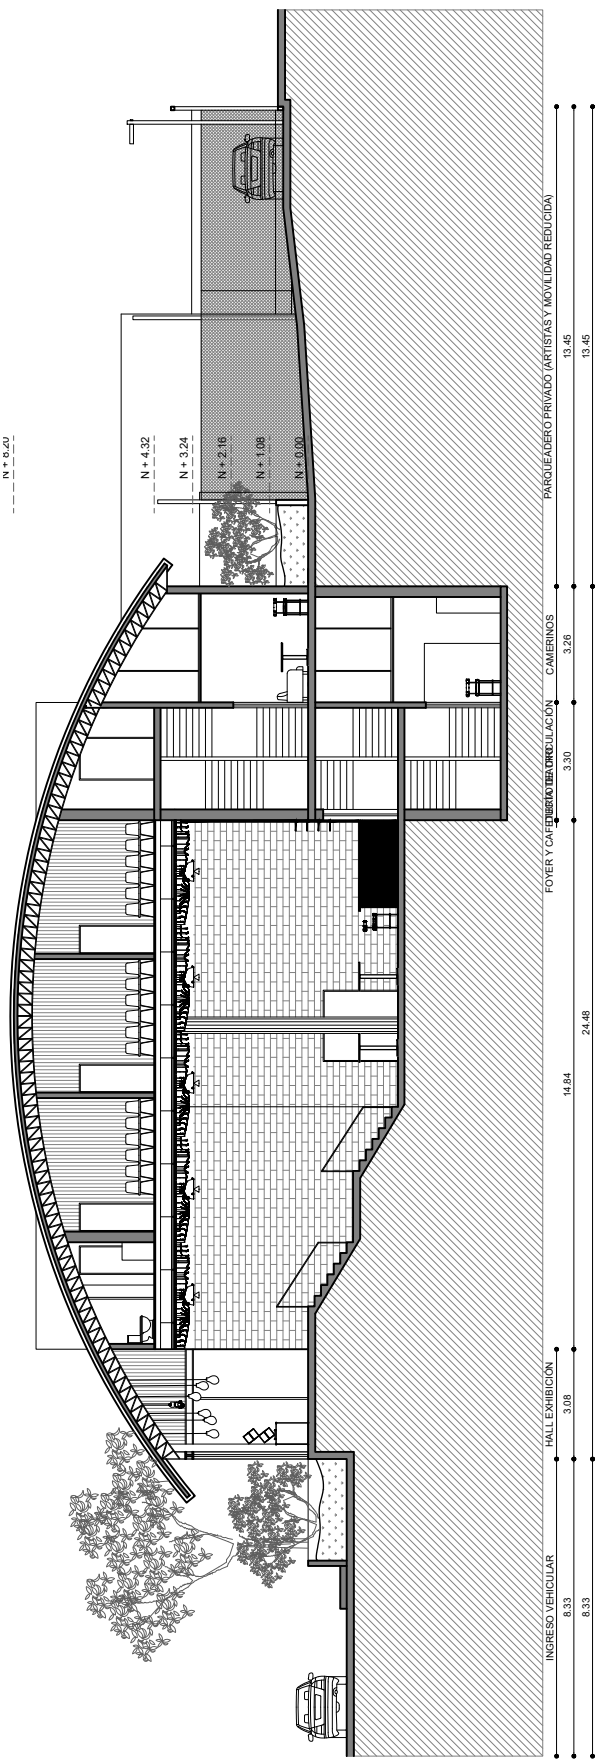 N + 8.20
N + 4.32
N + 3.24
N + 2.16
N + 1.08
N + 0.00
INGRESO VEHICULAR
HALL EXHIBICIÓN
FOYER Y
CIRCULACIÓN
CAMERINOS
PARQUEADERO PRIVADO (ARTISTAS Y MOVILIDAD REDUCIDA)
8.33 3.08 14.84 3.30 3.26 13.45
8.33 24.48 13.45